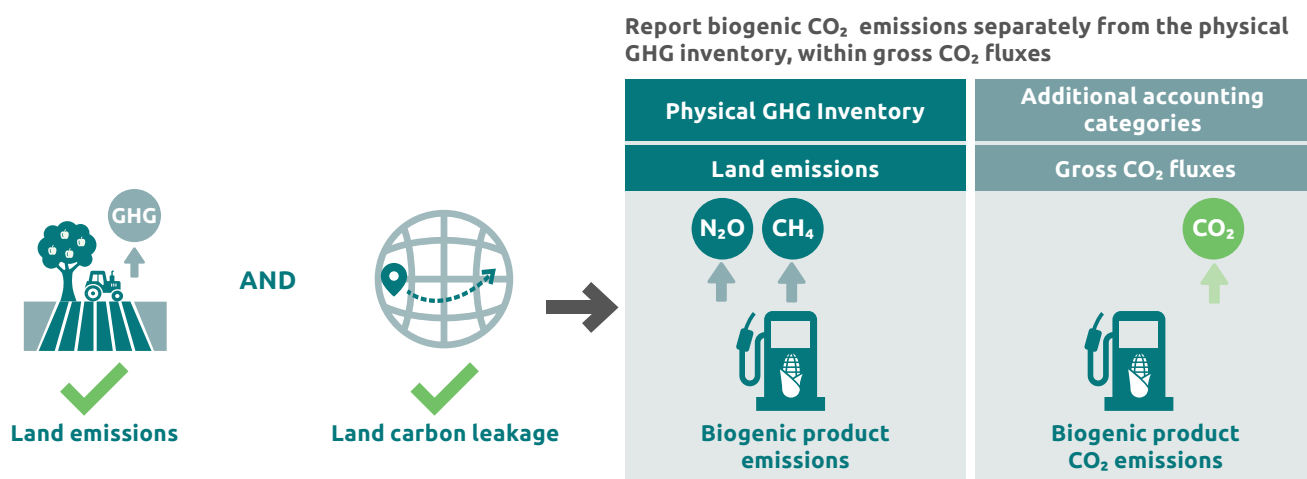 Report biogenic CO₂ emissions separately from the physical
GHG inventory, within gross CO₂ fluxes
Physical GHG Inventory
Additional accounting
categories
Land emissions
Gross CO₂ fluxes
GHG
AND
N₂O
CH₄
CO₂
Land emissions
Land carbon leakage
Biogenic product
emissions
Biogenic product
CO₂ emissions